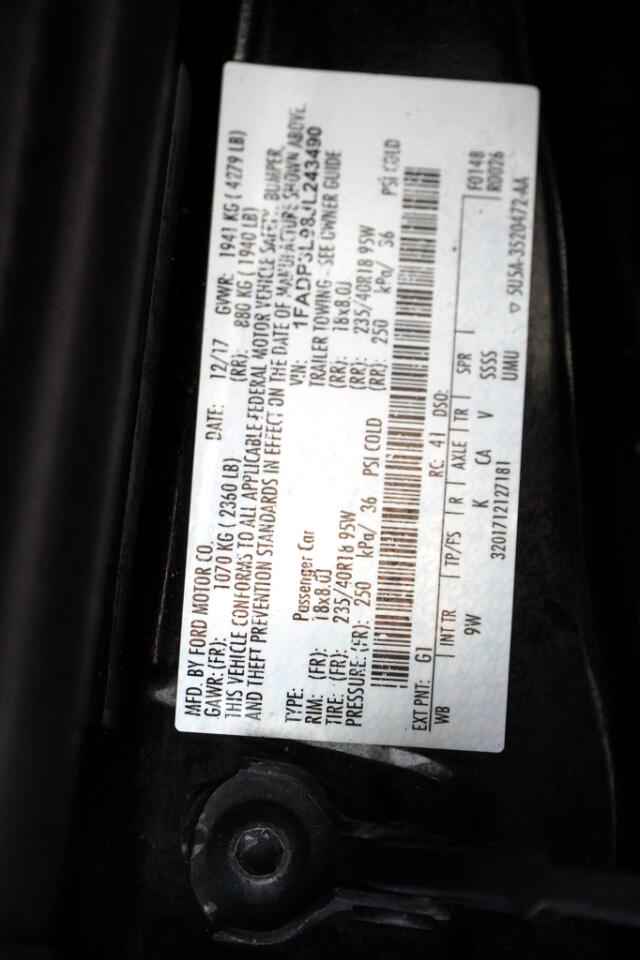 MFD. BY FORD MOTOR CO.
DATE: 12/17 GVWR: 1941 KG ( 4279 LB)
GAWR: (FR): 1070 KG ( 2360 LB) (RR): 880 KG ( 1940 LB)
THIS VEHICLE CONFORMS TO ALL APPLICABLE FEDERAL MOTOR VEHICLE SAFETY, BUMPER,
AND THEFT PREVENTION STANDARDS IN EFFECT ON THE DATE OF MANUFACTURE SHOWN ABOVE.
VIN: 1FADP3L98JL243490
TYPE: Passenger Car TRAILER TOWING - SEE OWNER GUIDE
RIM: (FR): 18x8.0J (RR): 18x8.0J
TIRE: (FR): 235/40R18 95W (RR): 235/40R18 95W
PRESSURE: (FR): 250 kPa/ 36 PSI COLD (RR): 250 kPa/ 36 PSI COLD
EXT PNT: G1 RC: 41 DSO: F0148
R0026
WB INT TR TP/FS R AXLE TR SPR
9W K CA V SSSS
3201712127181 UMU ▽ 5U5A-3520472-AA